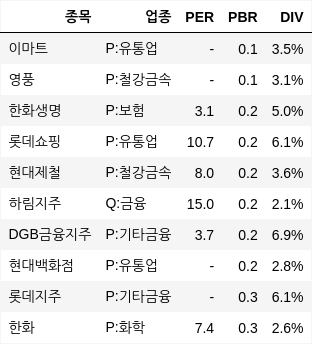 종목 업종 PER PBR DIV
이마트 P:유통업 - 0.1 3.5%
영풍 P:철강금속 - 0.1 3.1%
한화생명 P:보험 3.1 0.2 5.0%
롯데쇼핑 P:유통업 10.7 0.2 6.1%
현대제철 P:철강금속 8.0 0.2 3.6%
하림지주 Q:금융 15.0 0.2 2.1%
DGB금융지주 P:기타금융 3.7 0.2 6.9%
현대백화점 P:유통업 - 0.2 2.8%
롯데지주 P:기타금융 - 0.3 6.1%
한화 P:화학 7.4 0.3 2.6%